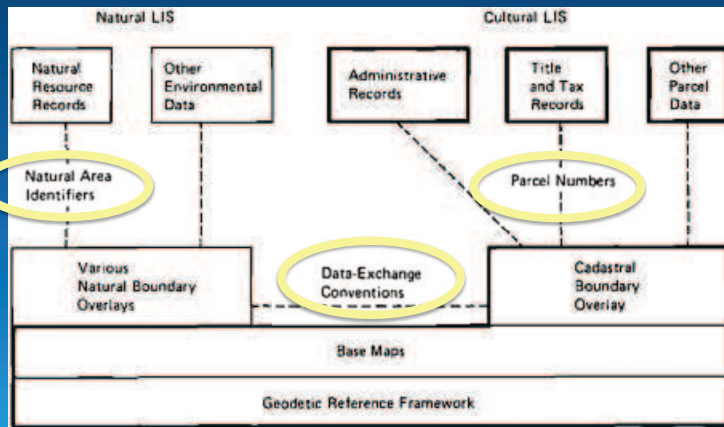 Natural LIS
Cultural LIS
Natural
Resource
Records
Other
Environmental
Data
Administrative
Records
Title
and Tax
Records
Other
Parcel
Data
Natural Area
Identifiers
Parcel Numbers
Various
Natural Boundary
Overlays
Data-Exchange
Conventions
Cadastral
Boundary
Overlay
Base Maps
Geodetic Reference Framework